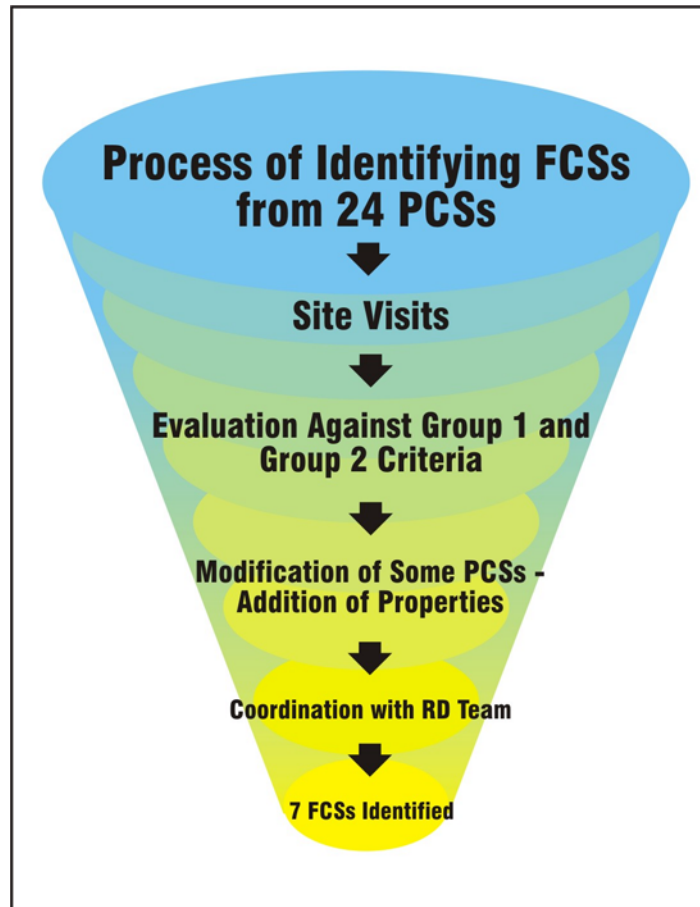 Process of Identifying FCSs
from 24 PCSs
Site Visits
Evaluation Against Group 1 and
Group 2 Criteria
Modification of Some PCSs -
Addition of Properties
Coordination with RD Team
7 FCSs Identified